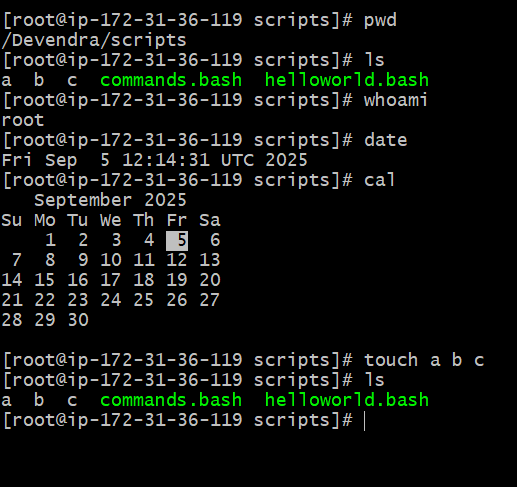 [root@ip-172-31-36-119 scripts]# pwd
/Devendra/scripts
[root@ip-172-31-36-119 scripts]# ls
a  b  c  commands.bash  helloworld.bash
[root@ip-172-31-36-119 scripts]# whoami
root
[root@ip-172-31-36-119 scripts]# date
Fri Sep  5 12:14:31 UTC 2025
[root@ip-172-31-36-119 scripts]# cal
   September 2025
Su Mo Tu We Th Fr Sa
    1  2  3  4  5  6
 7  8  9 10 11 12 13
14 15 16 17 18 19 20
21 22 23 24 25 26 27
28 29 30
[root@ip-172-31-36-119 scripts]# touch a b c
[root@ip-172-31-36-119 scripts]# ls
a  b  c  commands.bash  helloworld.bash
[root@ip-172-31-36-119 scripts]#